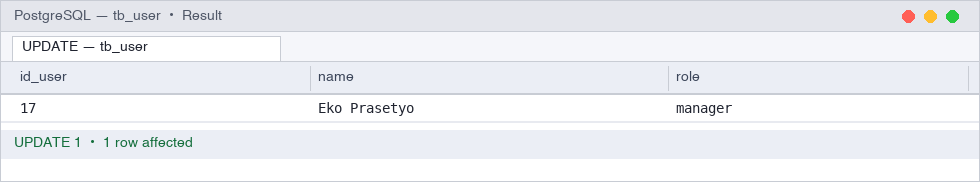 PostgreSQL — tb_user • Result
UPDATE — tb_user
id_user name role
17 Eko Prasetyo manager
UPDATE 1 • 1 row affected